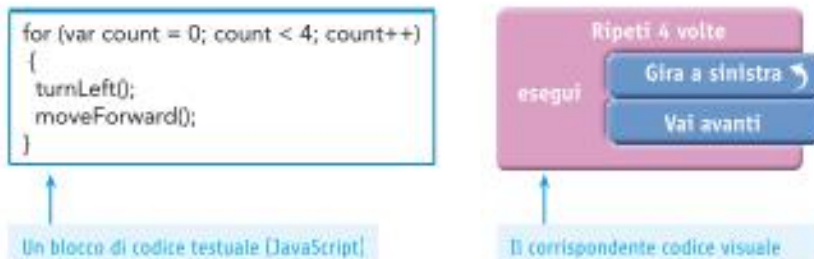 for (var count = 0; count < 4; count++)
{
turnLeft();
moveForward();
}
Un blocco di codice testuale [JavaScript]
Ripeti 4 volte
esegui
Gira a sinistra
Vai avanti
Il corrispondente codice visuale